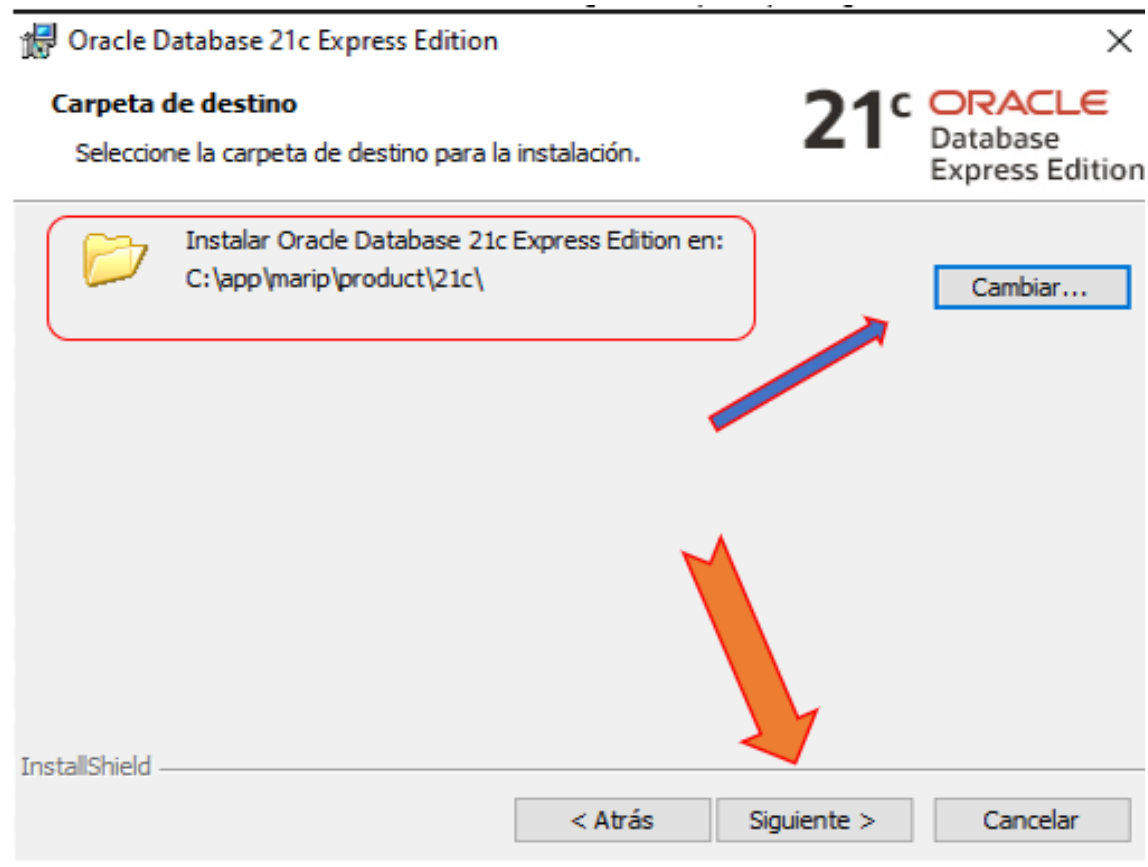 Oracle Database 21c Express Edition
Carpeta de destino
Seleccione la carpeta de destino para la instalación.
21c ORACLE
Database
Express Edition
Instalar Oracle Database 21c Express Edition en:
C:\app\marip\product\21c\
Cambiar...
InstallShield
< Atrás
Siguiente >
Cancelar